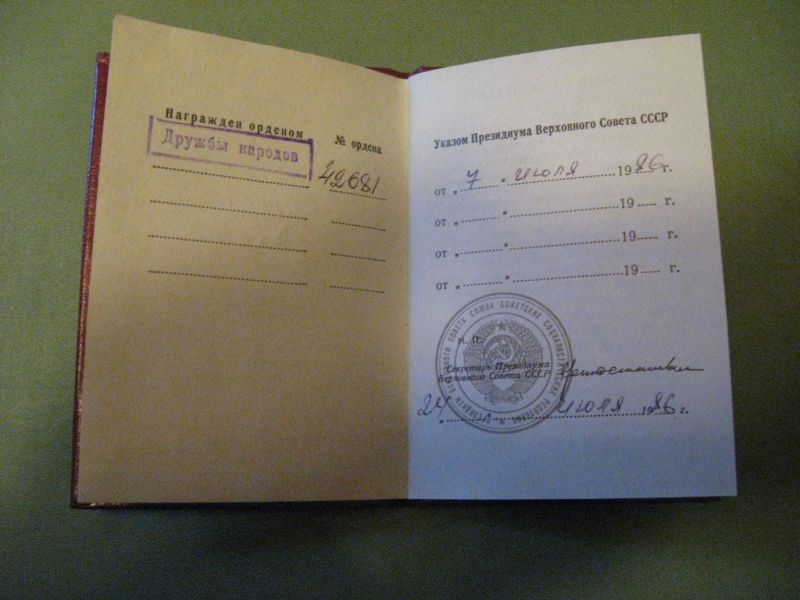 Награжден орденом
№ ордена
Дружбы народов
42681
Указом Президиума Верховного Совета СССР
от „ 7 “ июля 1986 г.
от „ “ 19 г.
от „ “ 19 г.
от „ “ 19 г.
М. П.
Секретарь Президиума
Верховного Совета СССР
24 июля 1986 г.